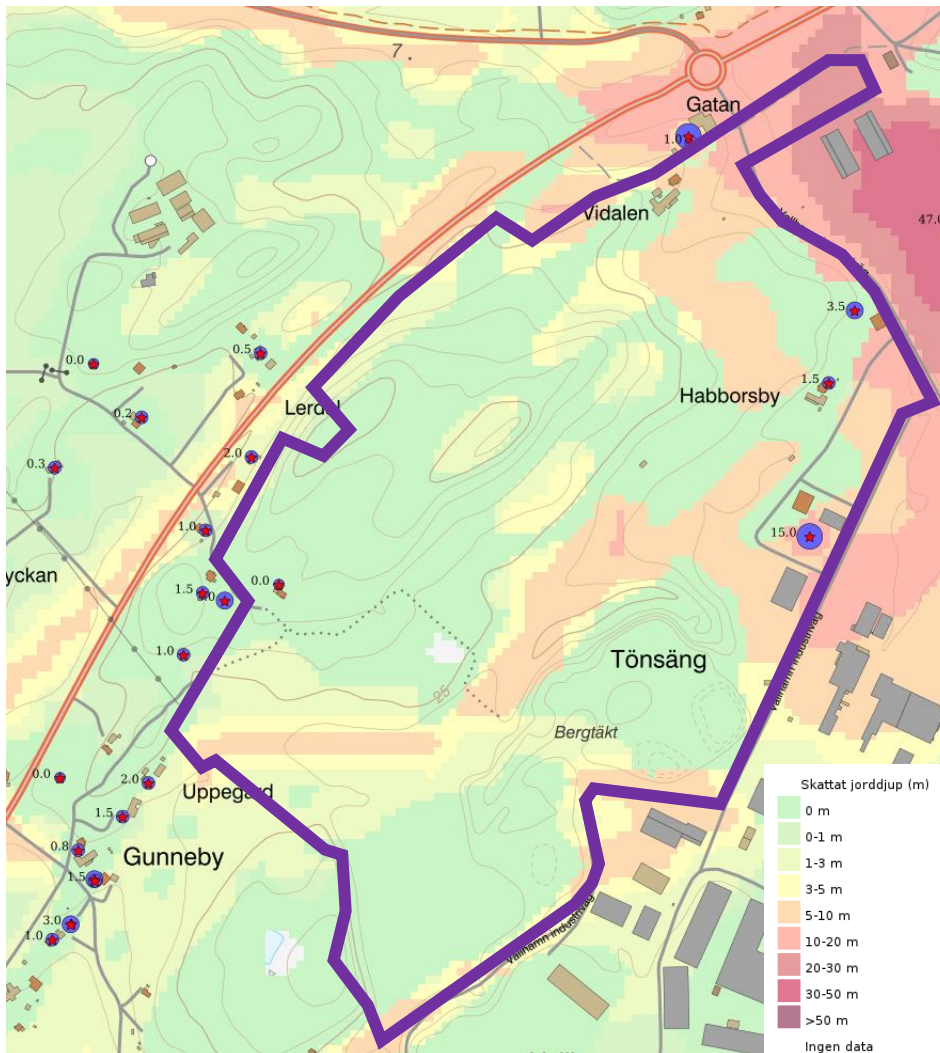 7.
Gatan
1.0
Vidalen
47.0
3.5
0.5
0.0
1.5
Habborsby
0.2
2.0
0.3
1.0
15.0
yckan
1.5
0.0
1.0
Tönsäng
25
Vallhamn industriväg
Bergtäkt
0.0
2.0
Uppegård
1.5
0.8
Gunneby
1.5
3.0
1.0
Vallhamn industriväg
Skattat jorddjup (m)
0 m
0-1 m
1-3 m
3-5 m
5-10 m
10-20 m
20-30 m
30-50 m
>50 m
Ingen data